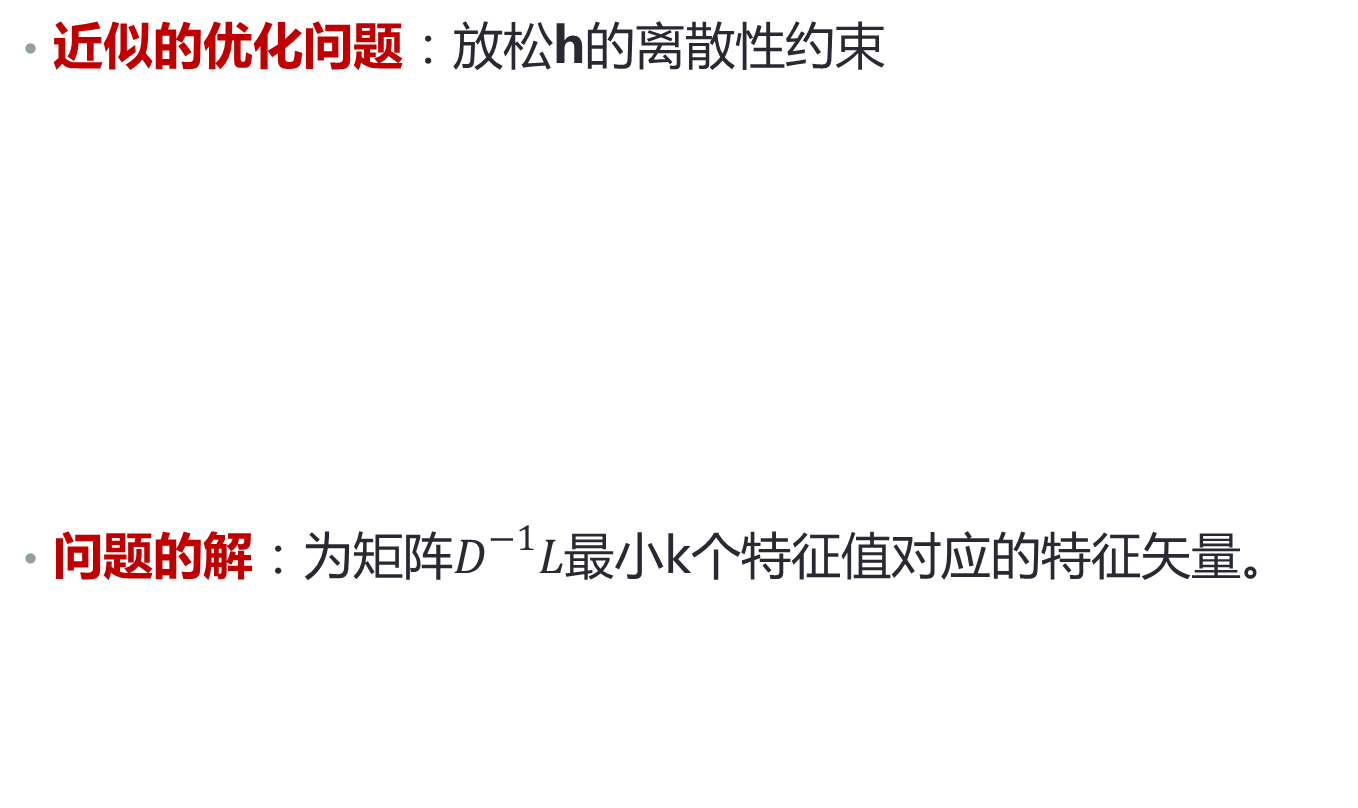 • 近似的优化问题：放松h的离散性约束
• 问题的解：为矩阵D⁻¹L最小k个特征值对应的特征矢量。